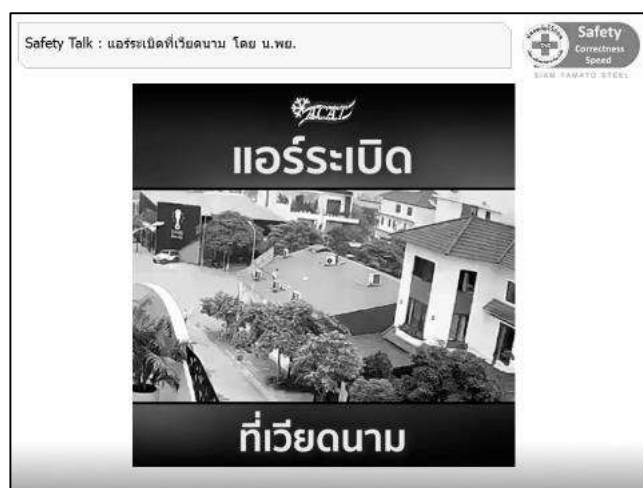 Safety Talk : แอร์ระเบิดที่เวียดนาม โดย น.พย.
Safety
Correctness
Speed
SIAM YAMATO STEEL
ACAT
แอร์ระเบิด
ที่เวียดนาม